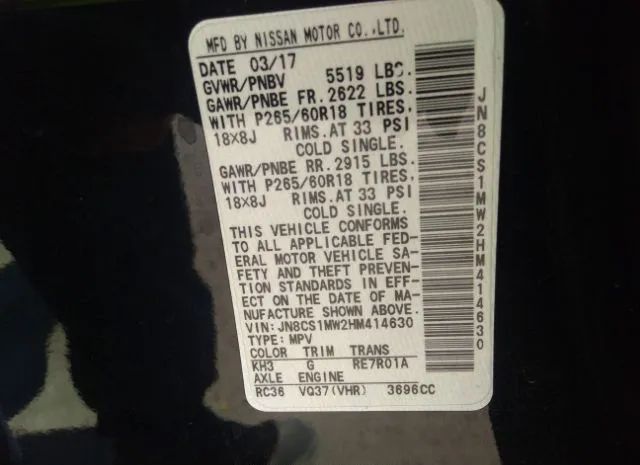 MFD BY NISSAN MOTOR CO.,LTD.
DATE 03/17
GVWR/PNBV 5519 LBS.
GAWR/PNBE FR. 2622 LBS.
WITH P265/60R18 TIRES,
18X8J RIMS. AT 33 PSI
COLD SINGLE.
GAWR/PNBE RR. 2915 LBS.
WITH P265/60R18 TIRES,
18X8J RIMS. AT 33 PSI
COLD SINGLE.
THIS VEHICLE CONFORMS
TO ALL APPLICABLE FED-
ERAL MOTOR VEHICLE SA-
FETY AND THEFT PREVEN-
TION STANDARDS IN EFF-
ECT ON THE DATE OF MA-
NUFACTURE SHOWN ABOVE.
VIN: JN8CS1MW2HM414630
TYPE: MPV
COLOR TRIM TRANS
KH3 G RE7R01A
AXLE ENGINE
RC36 VQ37(VHR) 3696CC
JN8CS1MW2HM414630